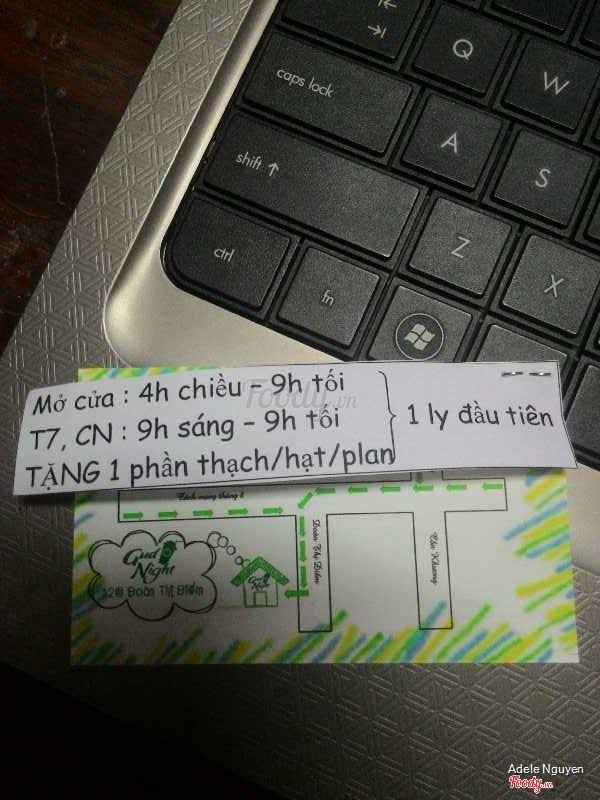 Q
W
caps lock
A
S
shift ↑
Z
X
ctrl
fn
Mở cửa : 4h chiều – 9h tối
T7, CN : 9h sáng – 9h tối
TẶNG 1 phần thạch/hạt/plan
} 1 ly đầu tiên
Foody.vn
Cách mạng tháng 8
Đoàn Thị Điểm
Gud Night
Đoàn Thị Điểm
Adele Nguyen
Foody.vn